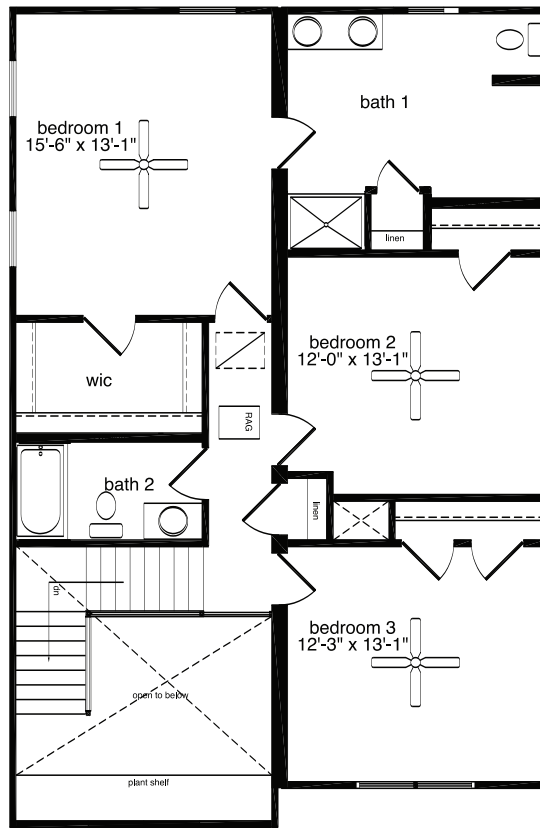 bath 1
bedroom 1
15'-6" x 13'-1"
linen
bedroom 2
12'-0" x 13'-1"
wic
RAG
bath 2
linen
dn
bedroom 3
12'-3" x 13'-1"
open to below
plant shelf